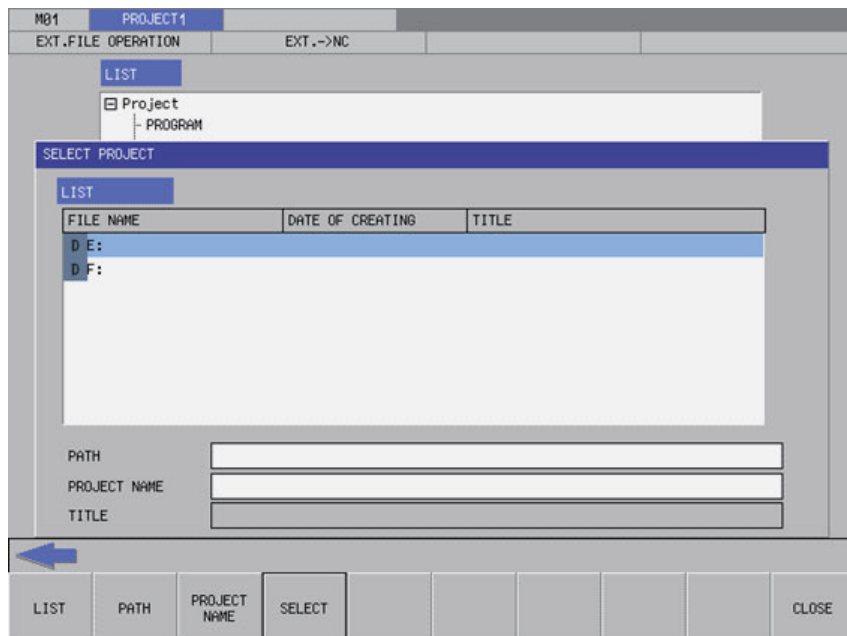 M01 PROJECT1
EXT.FILE OPERATION EXT.->NC
LIST
Project
PROGRAM
SELECT PROJECT
LIST
FILE NAME DATE OF CREATING TITLE
D E:
D F:
PATH
PROJECT NAME
TITLE
LIST PATH PROJECT NAME SELECT CLOSE